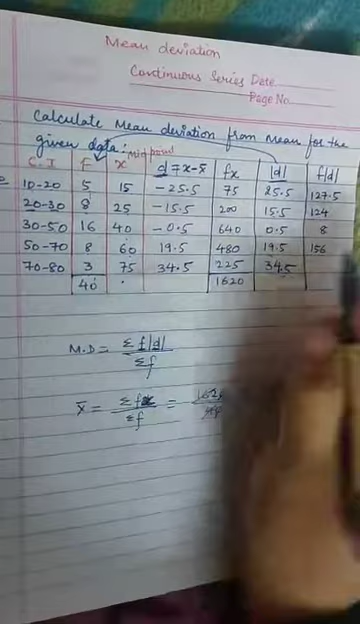 Mean deviation
Continuous Series Date
Page No
Calculate Mean deviation from Mean for the
given data:
C.I F x midpoint d=x-x̄ fx |d| f|d|
10-20 5 15 -25.5 75 25.5 127.5
20-30 8 25 -15.5 200 15.5 124
30-50 16 40 -0.5 640 0.5 8
50-70 8 60 19.5 480 19.5 156
70-80 3 75 34.5 225 34.5
40 1620
M.D = Σf|d| / Σf
x̄ = Σfx / Σf =